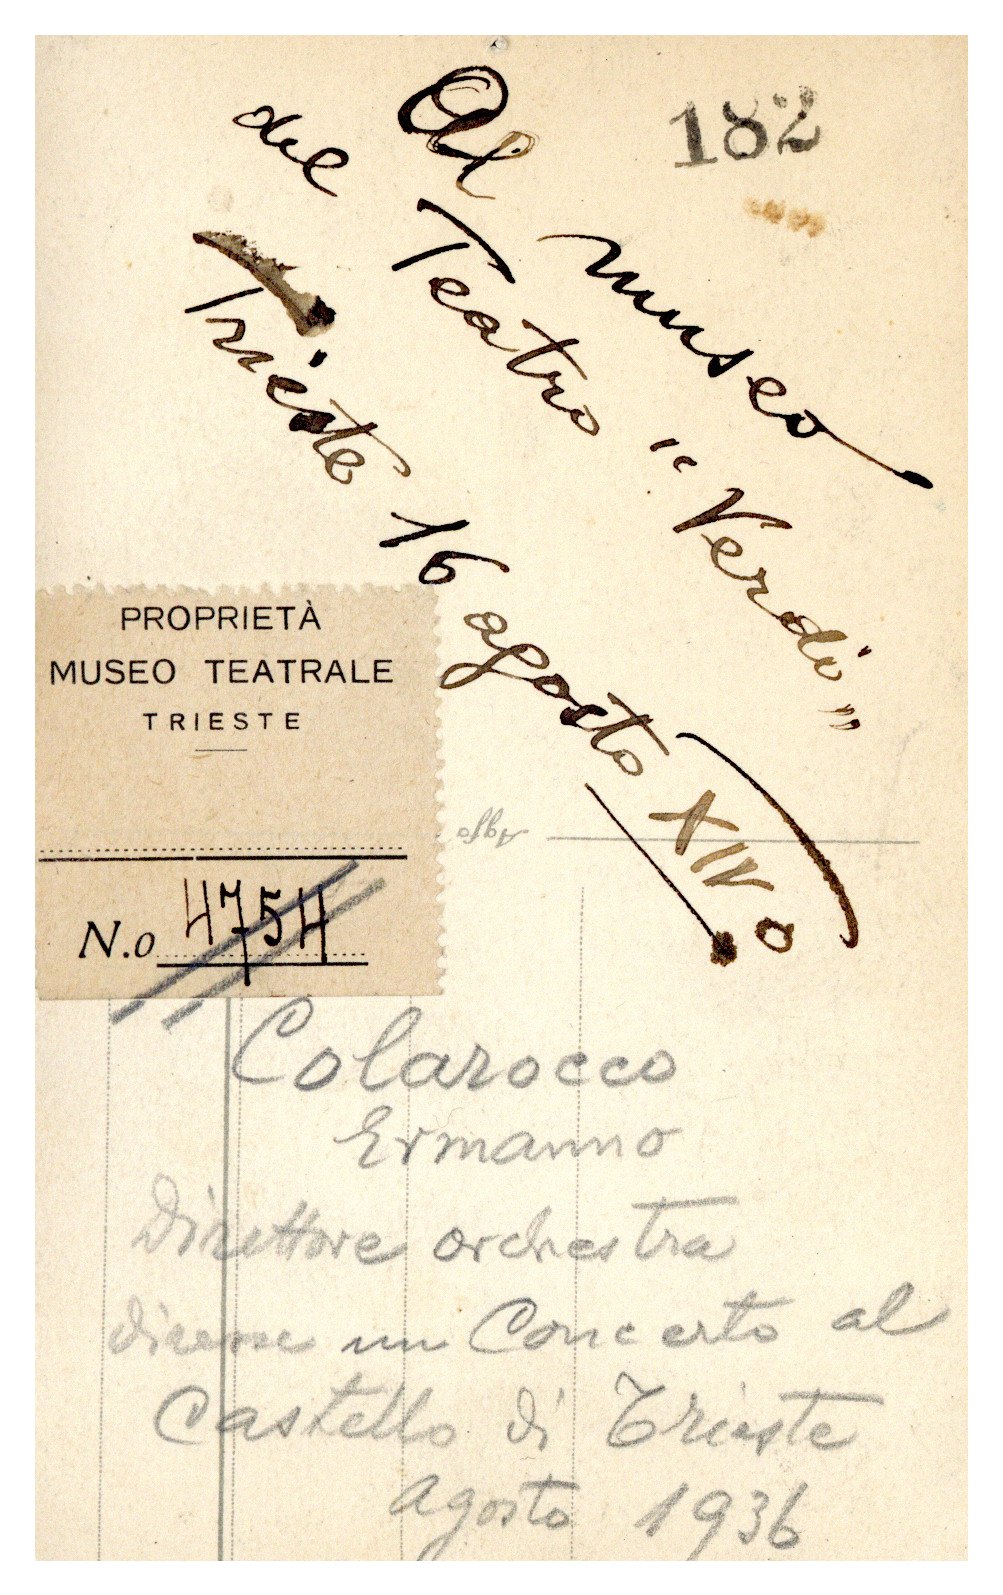 182
Al museo
del Teatro "Verdi"
Trieste 16 agosto XIV°
PROPRIETÀ
MUSEO TEATRALE
TRIESTE
N.o 4754
Agfa
Colarocco
Ermanno
Direttore orchestra
diresse un Concerto al
Castello di Trieste
agosto 1936